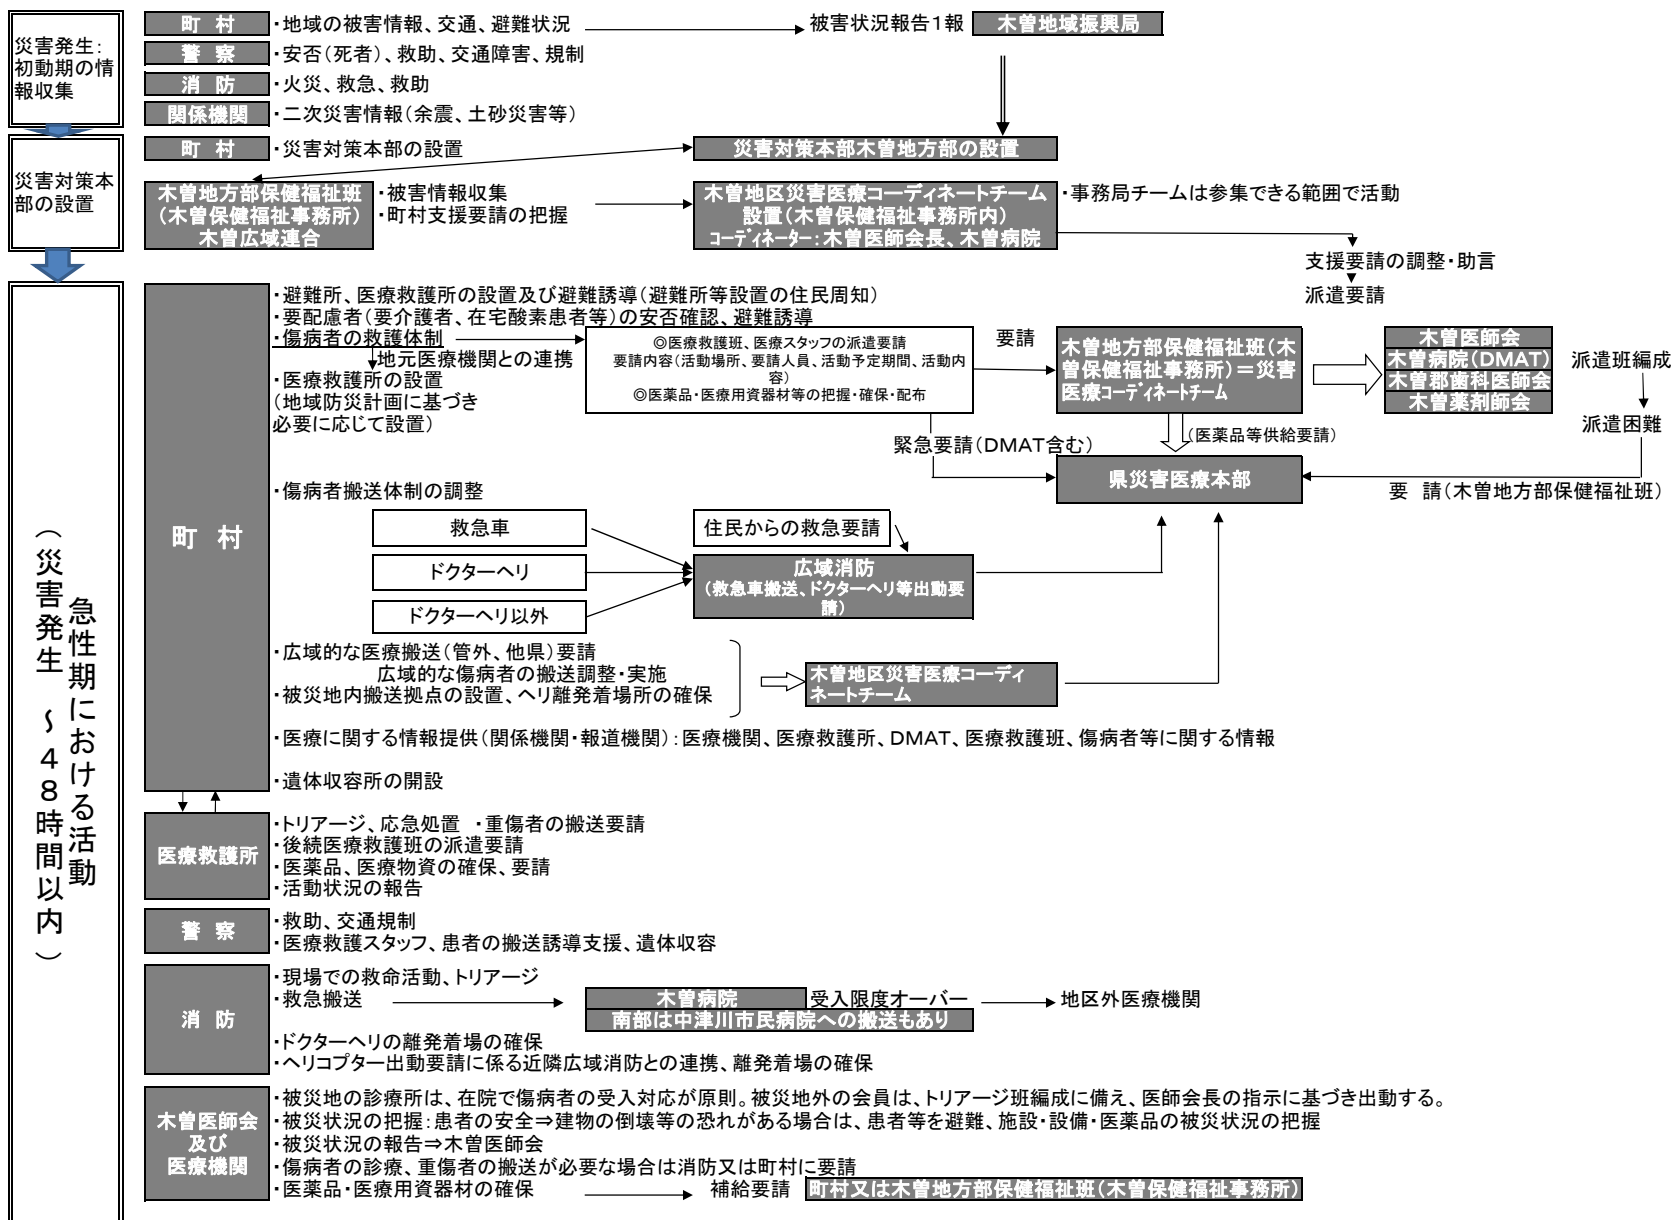 災害発生：
初動期の情
報収集
町 村
・地域の被害情報、交通、避難状況
被害状況報告１報
木曽地域振興局
警 察
・安否（死者）、救助、交通障害、規制
消 防
・火災、救急、救助
関係機関
・二次災害情報（余震、土砂災害等）
災害対策本
部の設置
町 村
・災害対策本部の設置
災害対策本部木曽地方部の設置
木曽地方部保健福祉班
（木曽保健福祉事務所）
木曽広域連合
・被害情報収集
・町村支援要請の把握
木曽地区災害医療コーディネートチーム
設置（木曽保健福祉事務所内）
コーディネーター：木曽医師会長、木曽病院
・事務局チームは参集できる範囲で活動
支援要請の調整・助言
派遣要請
急性期における活動
（災害発生 ～４８時間以内）
町 村
・避難所、医療救護所の設置及び避難誘導（避難所等設置の住民周知）
・要配慮者（要介護者、在宅酸素患者等）の安否確認、避難誘導
・傷病者の救護体制
地元医療機関との連携
・医療救護所の設置
（地域防災計画に基づき
必要に応じて設置）
◎医療救護班、医療スタッフの派遣要請
要請内容（活動場所、要請人員、活動予定期間、活動内
容）
◎医薬品・医療用資器材等の把握・確保・配布
要請
木曽地方部保健福祉班（木
曽保健福祉事務所）＝災害
医療コーディネートチーム
木曽医師会
木曽病院（DMAT）
木曽郡歯科医師会
木曽薬剤師会
派遣班編成
派遣困難
緊急要請（DMAT含む）
（医薬品等供給要請）
県災害医療本部
要 請（木曽地方部保健福祉班）
・傷病者搬送体制の調整
救急車
住民からの救急要請
ドクターヘリ
広域消防
（救急車搬送、ドクターヘリ等出動要
請）
ドクターヘリ以外
・広域的な医療搬送（管外、他県）要請
広域的な傷病者の搬送調整・実施
・被災地内搬送拠点の設置、ヘリ離発着場所の確保
木曽地区災害医療コーディ
ネートチーム
・医療に関する情報提供（関係機関・報道機関）：医療機関、医療救護所、DMAT、医療救護班、傷病者等に関する情報
・遺体収容所の開設
医療救護所
・トリアージ、応急処置 ・重傷者の搬送要請
・後続医療救護班の派遣要請
・医薬品、医療物資の確保、要請
・活動状況の報告
警 察
・救助、交通規制
・医療救護スタッフ、患者の搬送誘導支援、遺体収容
消 防
・現場での救命活動、トリアージ
・救急搬送
木曽病院
受入限度オーバー
地区外医療機関
南部は中津川市民病院への搬送もあり
・ドクターヘリの離発着場の確保
・ヘリコプター出動要請に係る近隣広域消防との連携、離発着場の確保
木曽医師会
及び
医療機関
・被災地の診療所は、在院で傷病者の受入対応が原則。被災地外の会員は、トリアージ班編成に備え、医師会長の指示に基づき出動する。
・被災状況の把握：患者の安全⇒建物の倒壊等の恐れがある場合は、患者等を避難、施設・設備・医薬品の被災状況の把握
・被災状況の報告⇒木曽医師会
・傷病者の診療、重傷者の搬送が必要な場合は消防又は町村に要請
・医薬品・医療用資器材の確保
補給要請
町村又は木曽地方部保健福祉班（木曽保健福祉事務所）